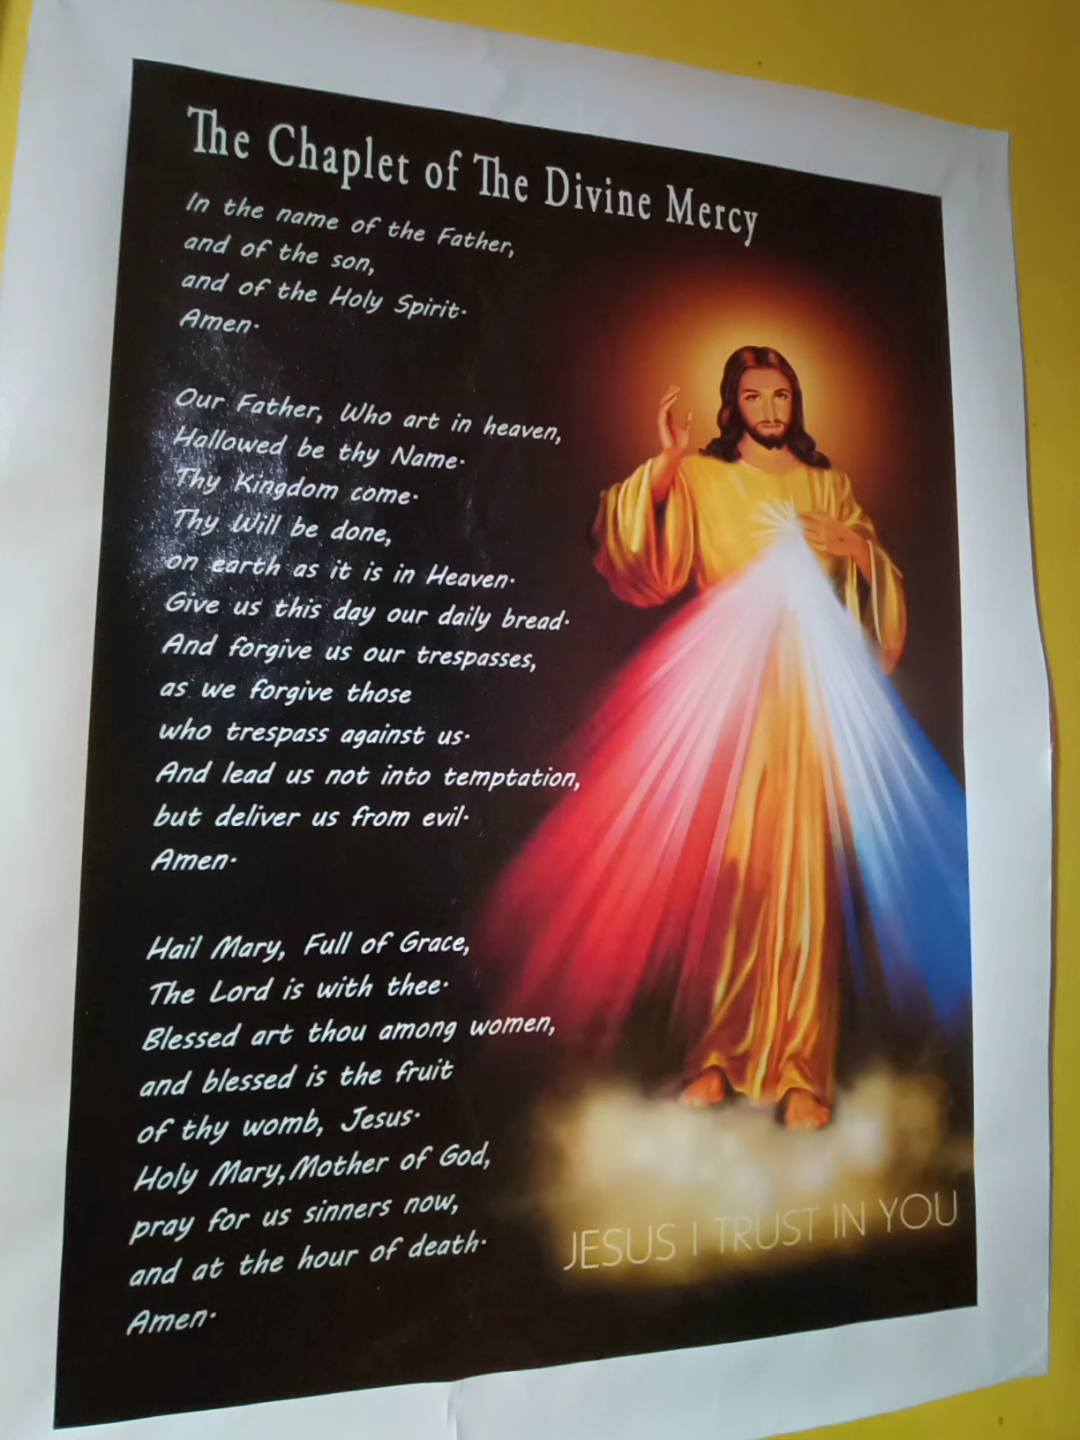 The Chaplet of The Divine Mercy
In the name of the Father,
and of the son,
and of the Holy Spirit.
Amen.
Our Father, Who art in heaven,
Hallowed be thy Name.
Thy Kingdom come.
Thy Will be done,
on earth as it is in Heaven.
Give us this day our daily bread.
And forgive us our trespasses,
as we forgive those
who trespass against us.
And lead us not into temptation,
but deliver us from evil.
Amen.
Hail Mary, Full of Grace,
The Lord is with thee.
Blessed art thou among women,
and blessed is the fruit
of thy womb, Jesus.
Holy Mary, Mother of God,
pray for us sinners now,
and at the hour of death.
Amen.
JESUS I TRUST IN YOU